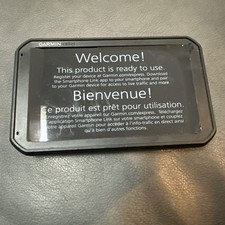 GARMIN
Welcome!
This product is ready to use.
Register your device at Garmin.com/express. Download
the Smartphone Link app to your smartphone and pair
to your Garmin device for access to live traffic and more.
Bienvenue!
Le produit est prêt pour utilisation.
Enregistrez votre appareil sur Garmin.com/express. Téléchargez
l'application Smartphone Link sur votre smartphone et couplez
votre appareil Garmin pour accéder à l'info-trafic en direct ainsi
qu'à bien d'autres fonctions.